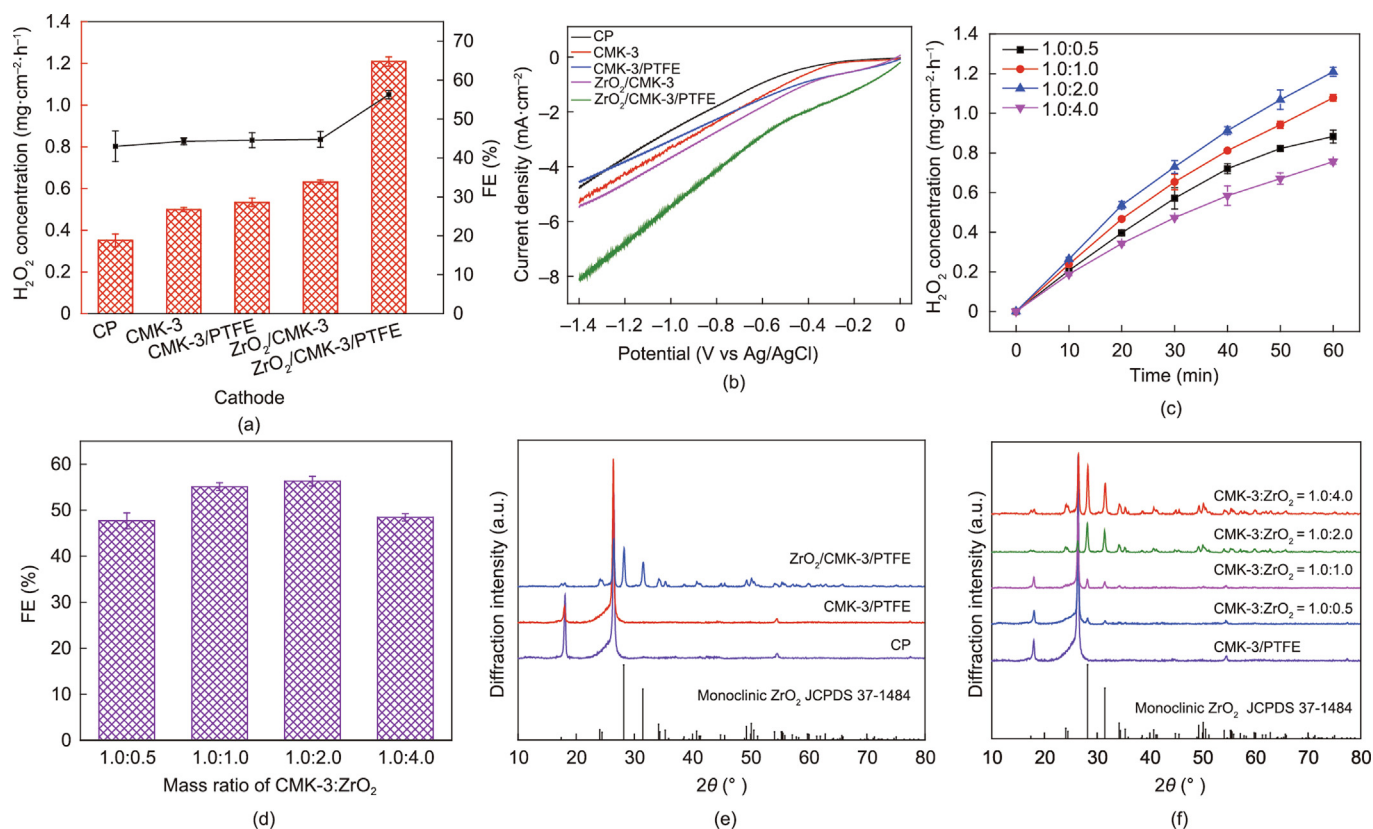 H₂O₂ concentration (mg·cm⁻²·h⁻¹)
1.4
1.2
1.0
0.8
0.6
0.4
0.2
0
70
60
50
40
30
20
10
0
FE (%)
CP
CMK-3
CMK-3/PTFE
ZrO₂/CMK-3
ZrO₂/CMK-3/PTFE
Cathode
(a)
CP
CMK-3
CMK-3/PTFE
ZrO₂/CMK-3
ZrO₂/CMK-3/PTFE
Current density (mA·cm⁻²)
0
–2
–4
–6
–8
–1.4 –1.2 –1.0 –0.8 –0.6 –0.4 –0.2 0
Potential (V vs Ag/AgCl)
(b)
H₂O₂ concentration (mg·cm⁻²·h⁻¹)
1.4
1.2
1.0
0.8
0.6
0.4
0.2
0
1.0:0.5
1.0:1.0
1.0:2.0
1.0:4.0
0 10 20 30 40 50 60
Time (min)
(c)
FE (%)
60
50
40
30
20
10
0
1.0:0.5 1.0:1.0 1.0:2.0 1.0:4.0
Mass ratio of CMK-3:ZrO₂
(d)
Diffraction intensity (a.u.)
ZrO₂/CMK-3/PTFE
CMK-3/PTFE
CP
Monoclinic ZrO₂ JCPDS 37-1484
10 20 30 40 50 60 70 80
2θ (°)
(e)
Diffraction intensity (a.u.)
CMK-3:ZrO₂ = 1.0:4.0
CMK-3:ZrO₂ = 1.0:2.0
CMK-3:ZrO₂ = 1.0:1.0
CMK-3:ZrO₂ = 1.0:0.5
CMK-3/PTFE
Monoclinic ZrO₂ JCPDS 37-1484
10 20 30 40 50 60 70 80
2θ (°)
(f)